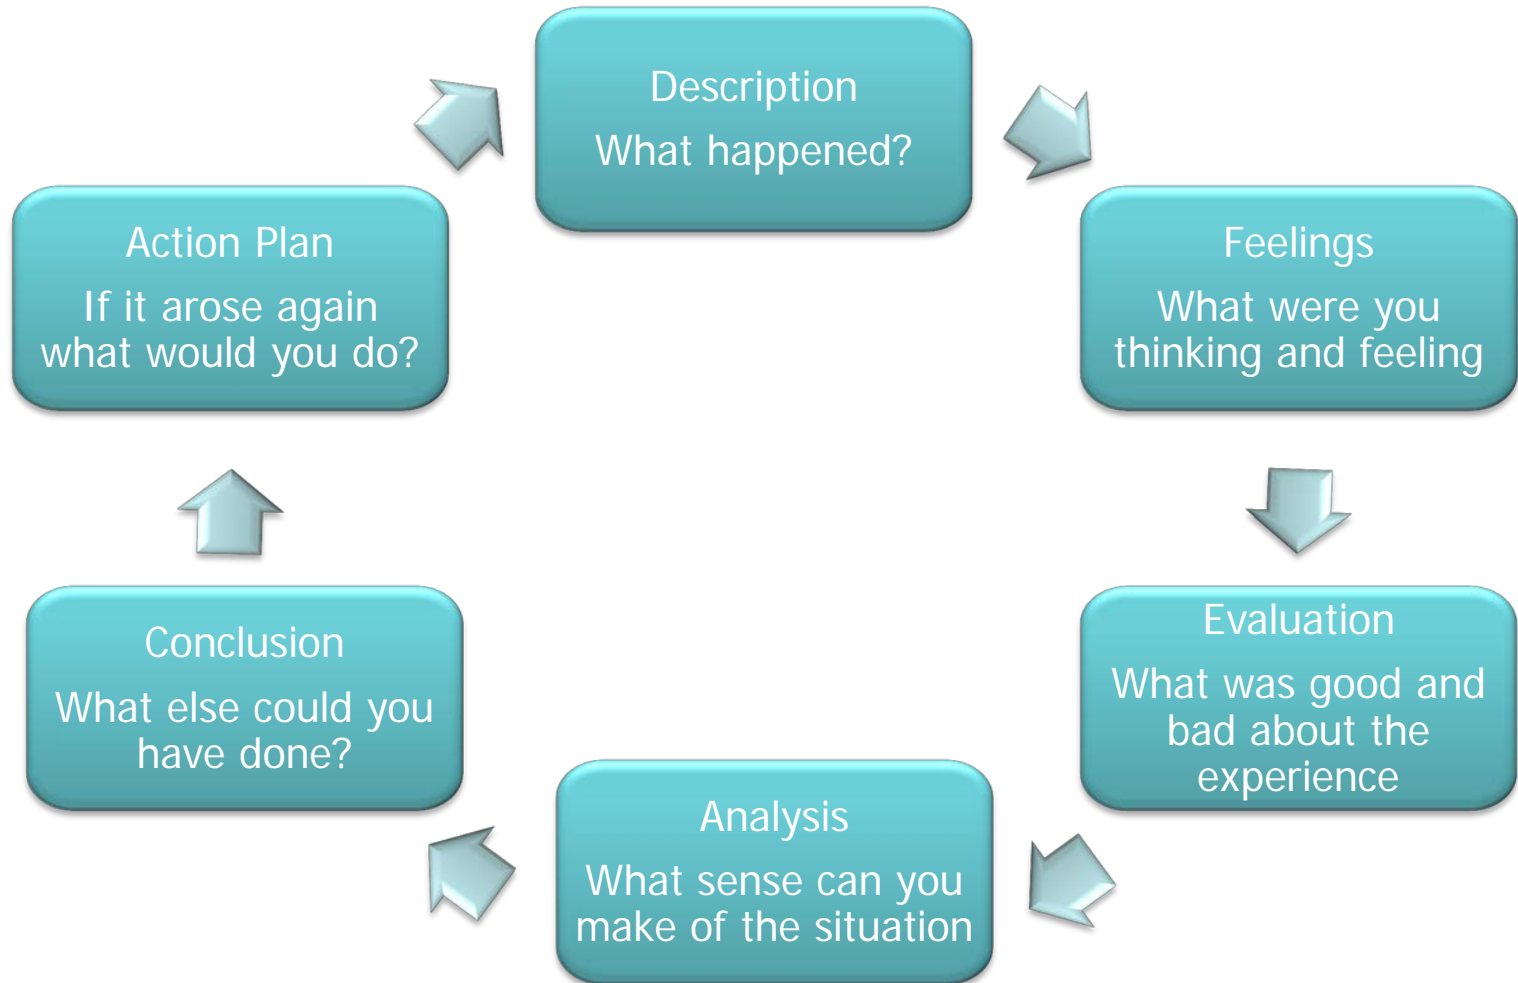 Description
What happened?
Feelings
What were you
thinking and feeling
Evaluation
What was good and
bad about the
experience
Analysis
What sense can you
make of the situation
Conclusion
What else could you
have done?
Action Plan
If it arose again
what would you do?